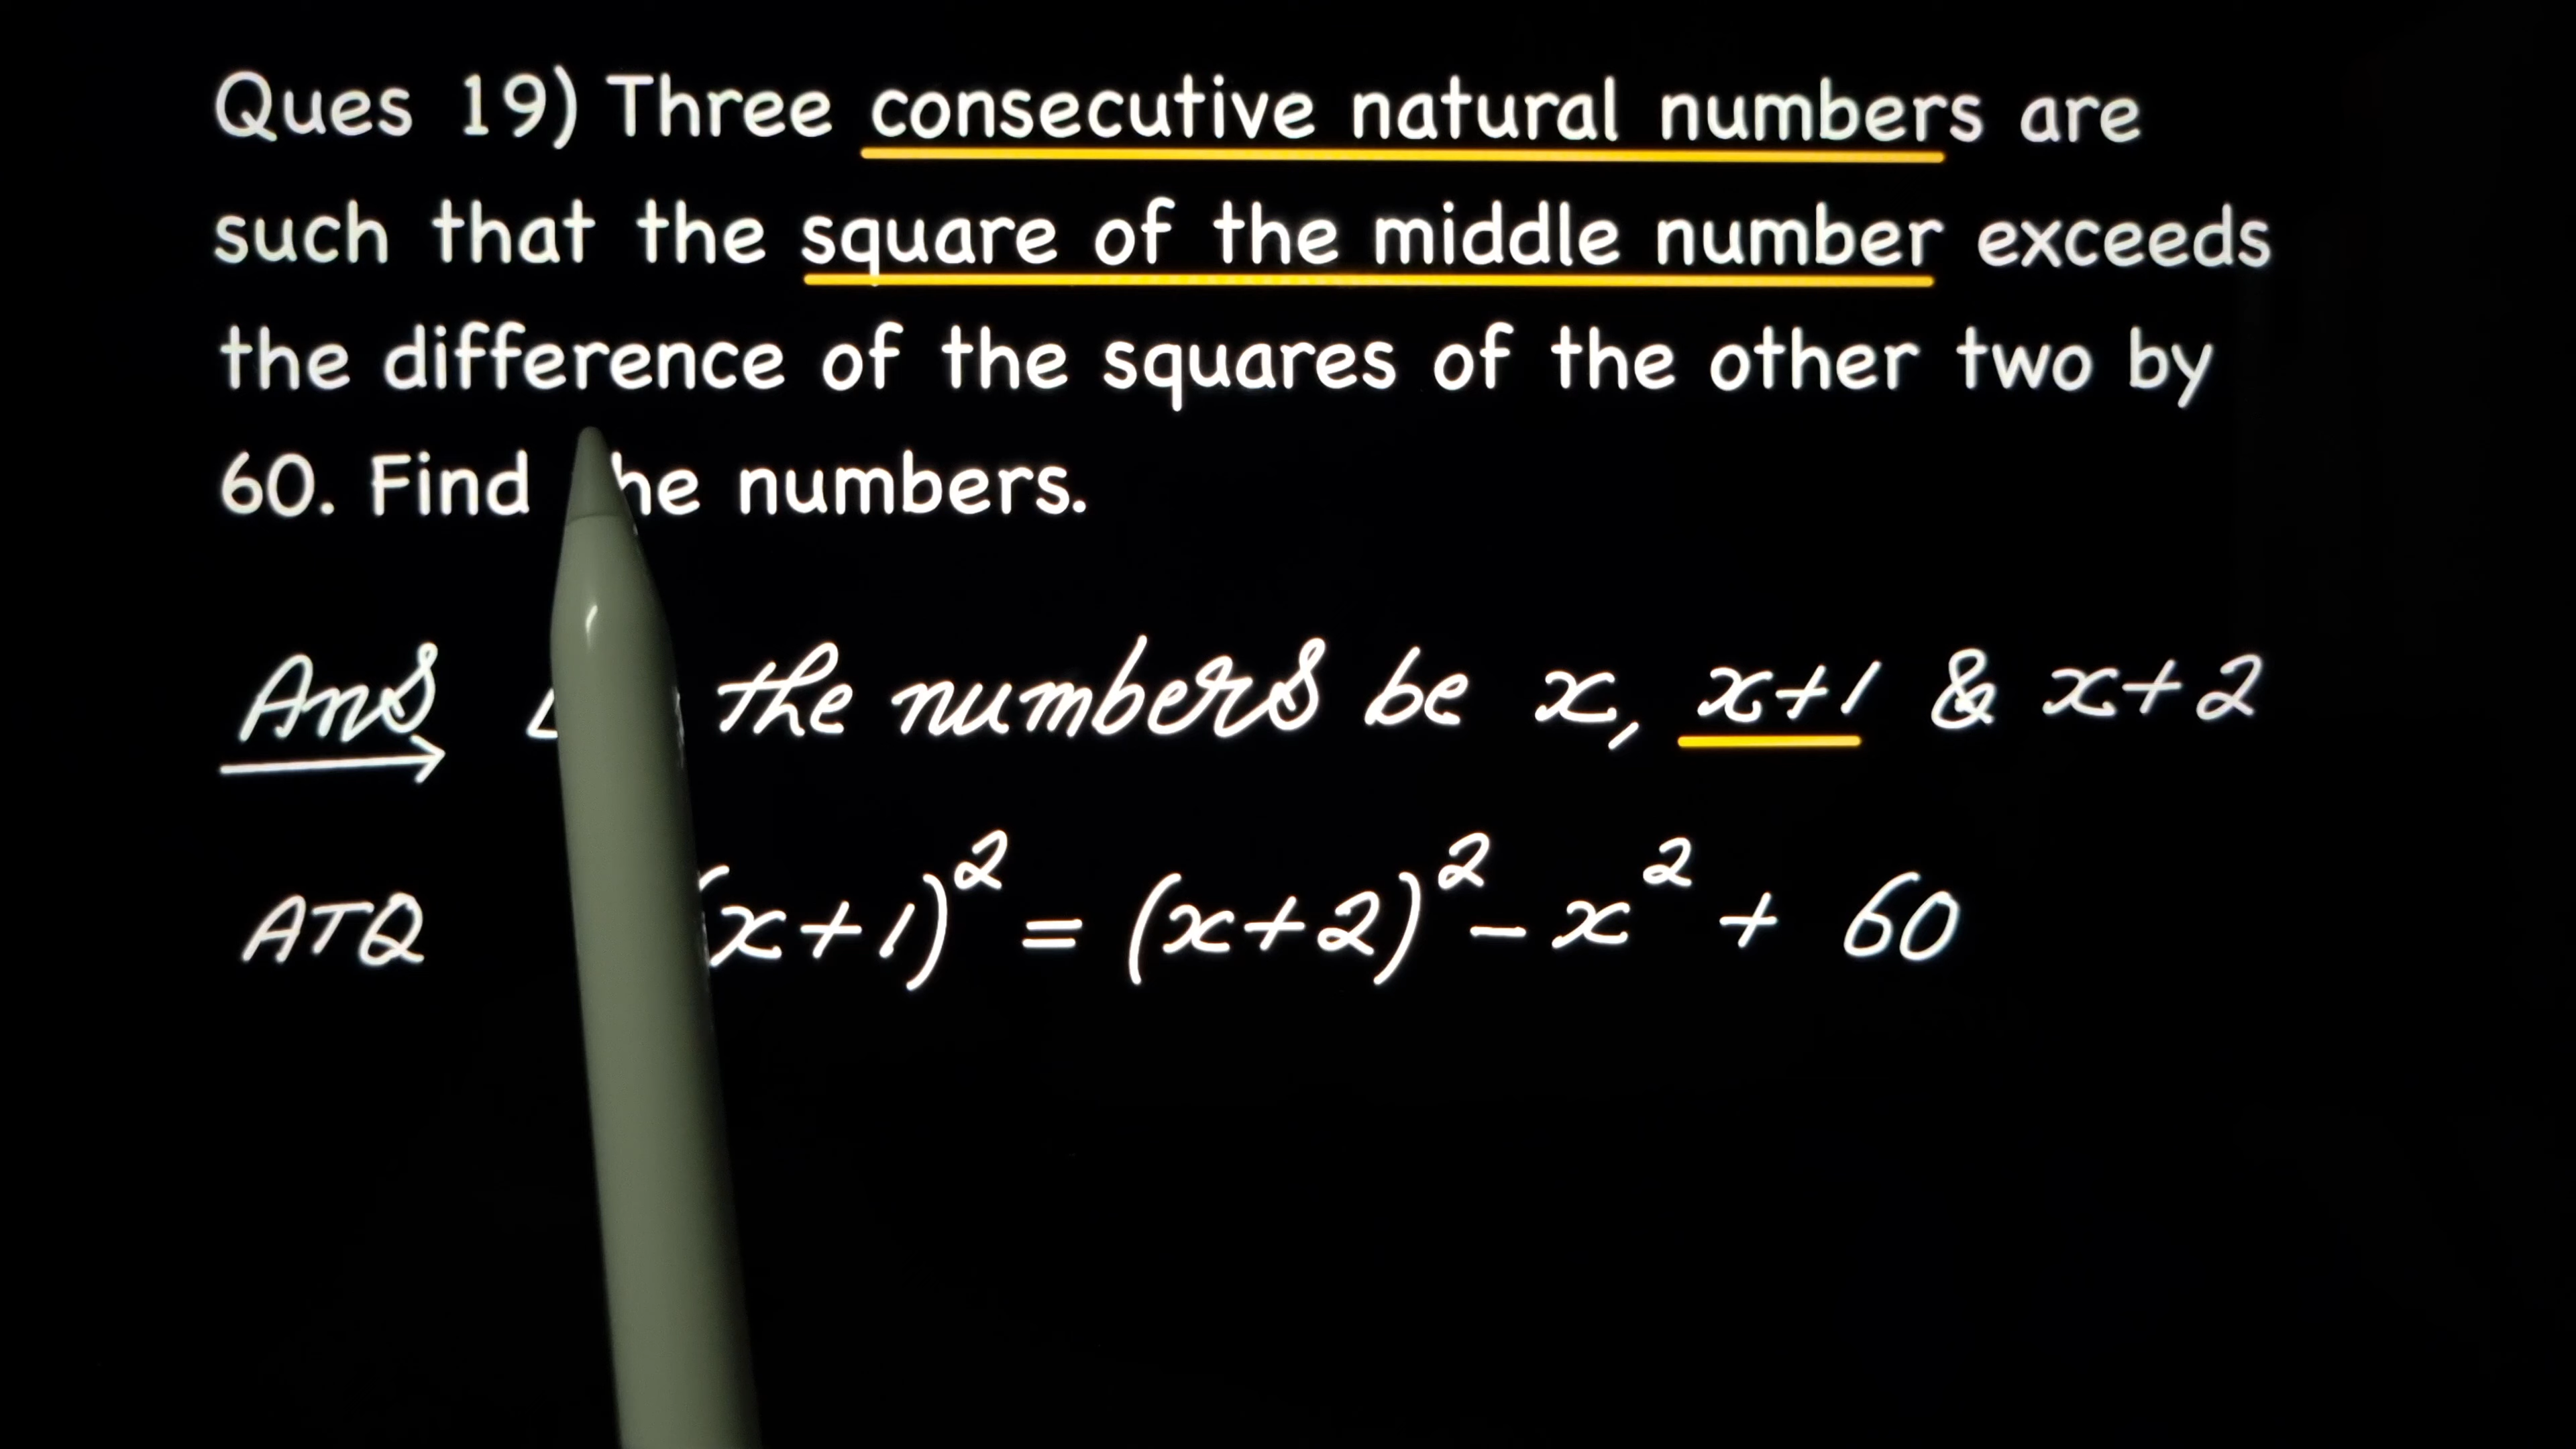 Ques 19) Three consecutive natural numbers are
such that the square of the middle number exceeds
the difference of the squares of the other two by
60. Find he numbers.
Ans the numbers be x, x+1 & x+2
ATQ (x+1)² = (x+2)² - x² + 60